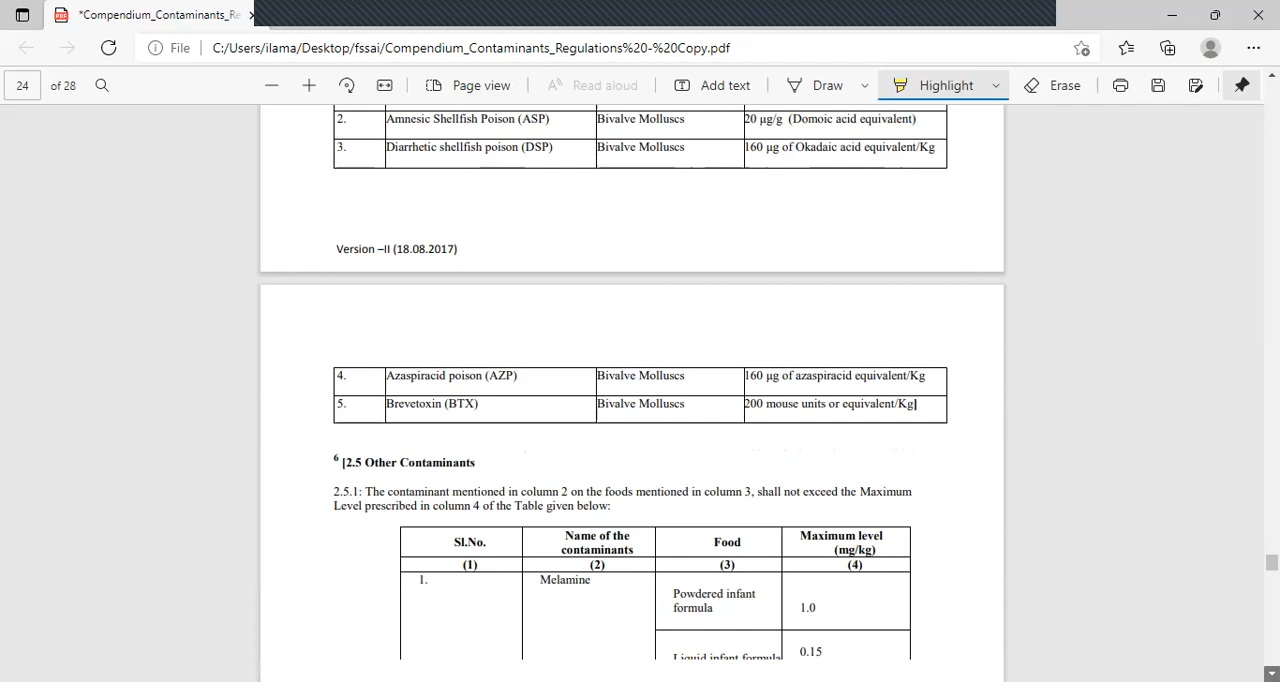 *Compendium_Contaminants_Re
File C:/Users/ilama/Desktop/fssai/Compendium_Contaminants_Regulations%20-%20Copy.pdf
24 of 28 Page view Read aloud Add text Draw Highlight Erase
2. Amnesic Shellfish Poison (ASP) Bivalve Molluscs 20 μg/g (Domoic acid equivalent)
3. Diarrhetic shellfish poison (DSP) Bivalve Molluscs 160 μg of Okadaic acid equivalent/Kg
Version –II (18.08.2017)
4. Azaspiracid poison (AZP) Bivalve Molluscs 160 μg of azaspiracid equivalent/Kg
5. Brevetoxin (BTX) Bivalve Molluscs 200 mouse units or equivalent/Kg]
6 [2.5 Other Contaminants
2.5.1: The contaminant mentioned in column 2 on the foods mentioned in column 3, shall not exceed the Maximum
Level prescribed in column 4 of the Table given below:
Sl.No. Name of the contaminants Food Maximum level (mg/kg)
(1) (2) (3) (4)
1. Melamine
Powdered infant
formula 1.0
Liquid infant formula 0.15